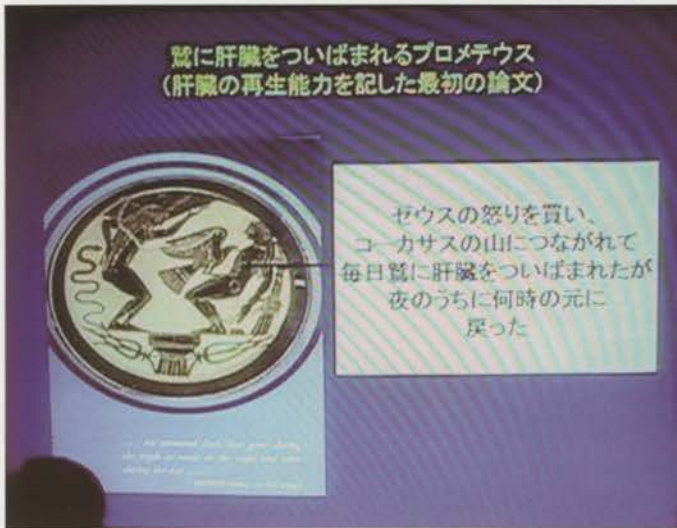 鷲に肝臓をついばまれるプロメテウス
(肝臓の再生能力を記した最初の論文)
ゼウスの怒りを買い、
コーカサスの山につながれて
毎日鷲に肝臓をついばまれたが
夜のうちに何時の元に
戻った
during the